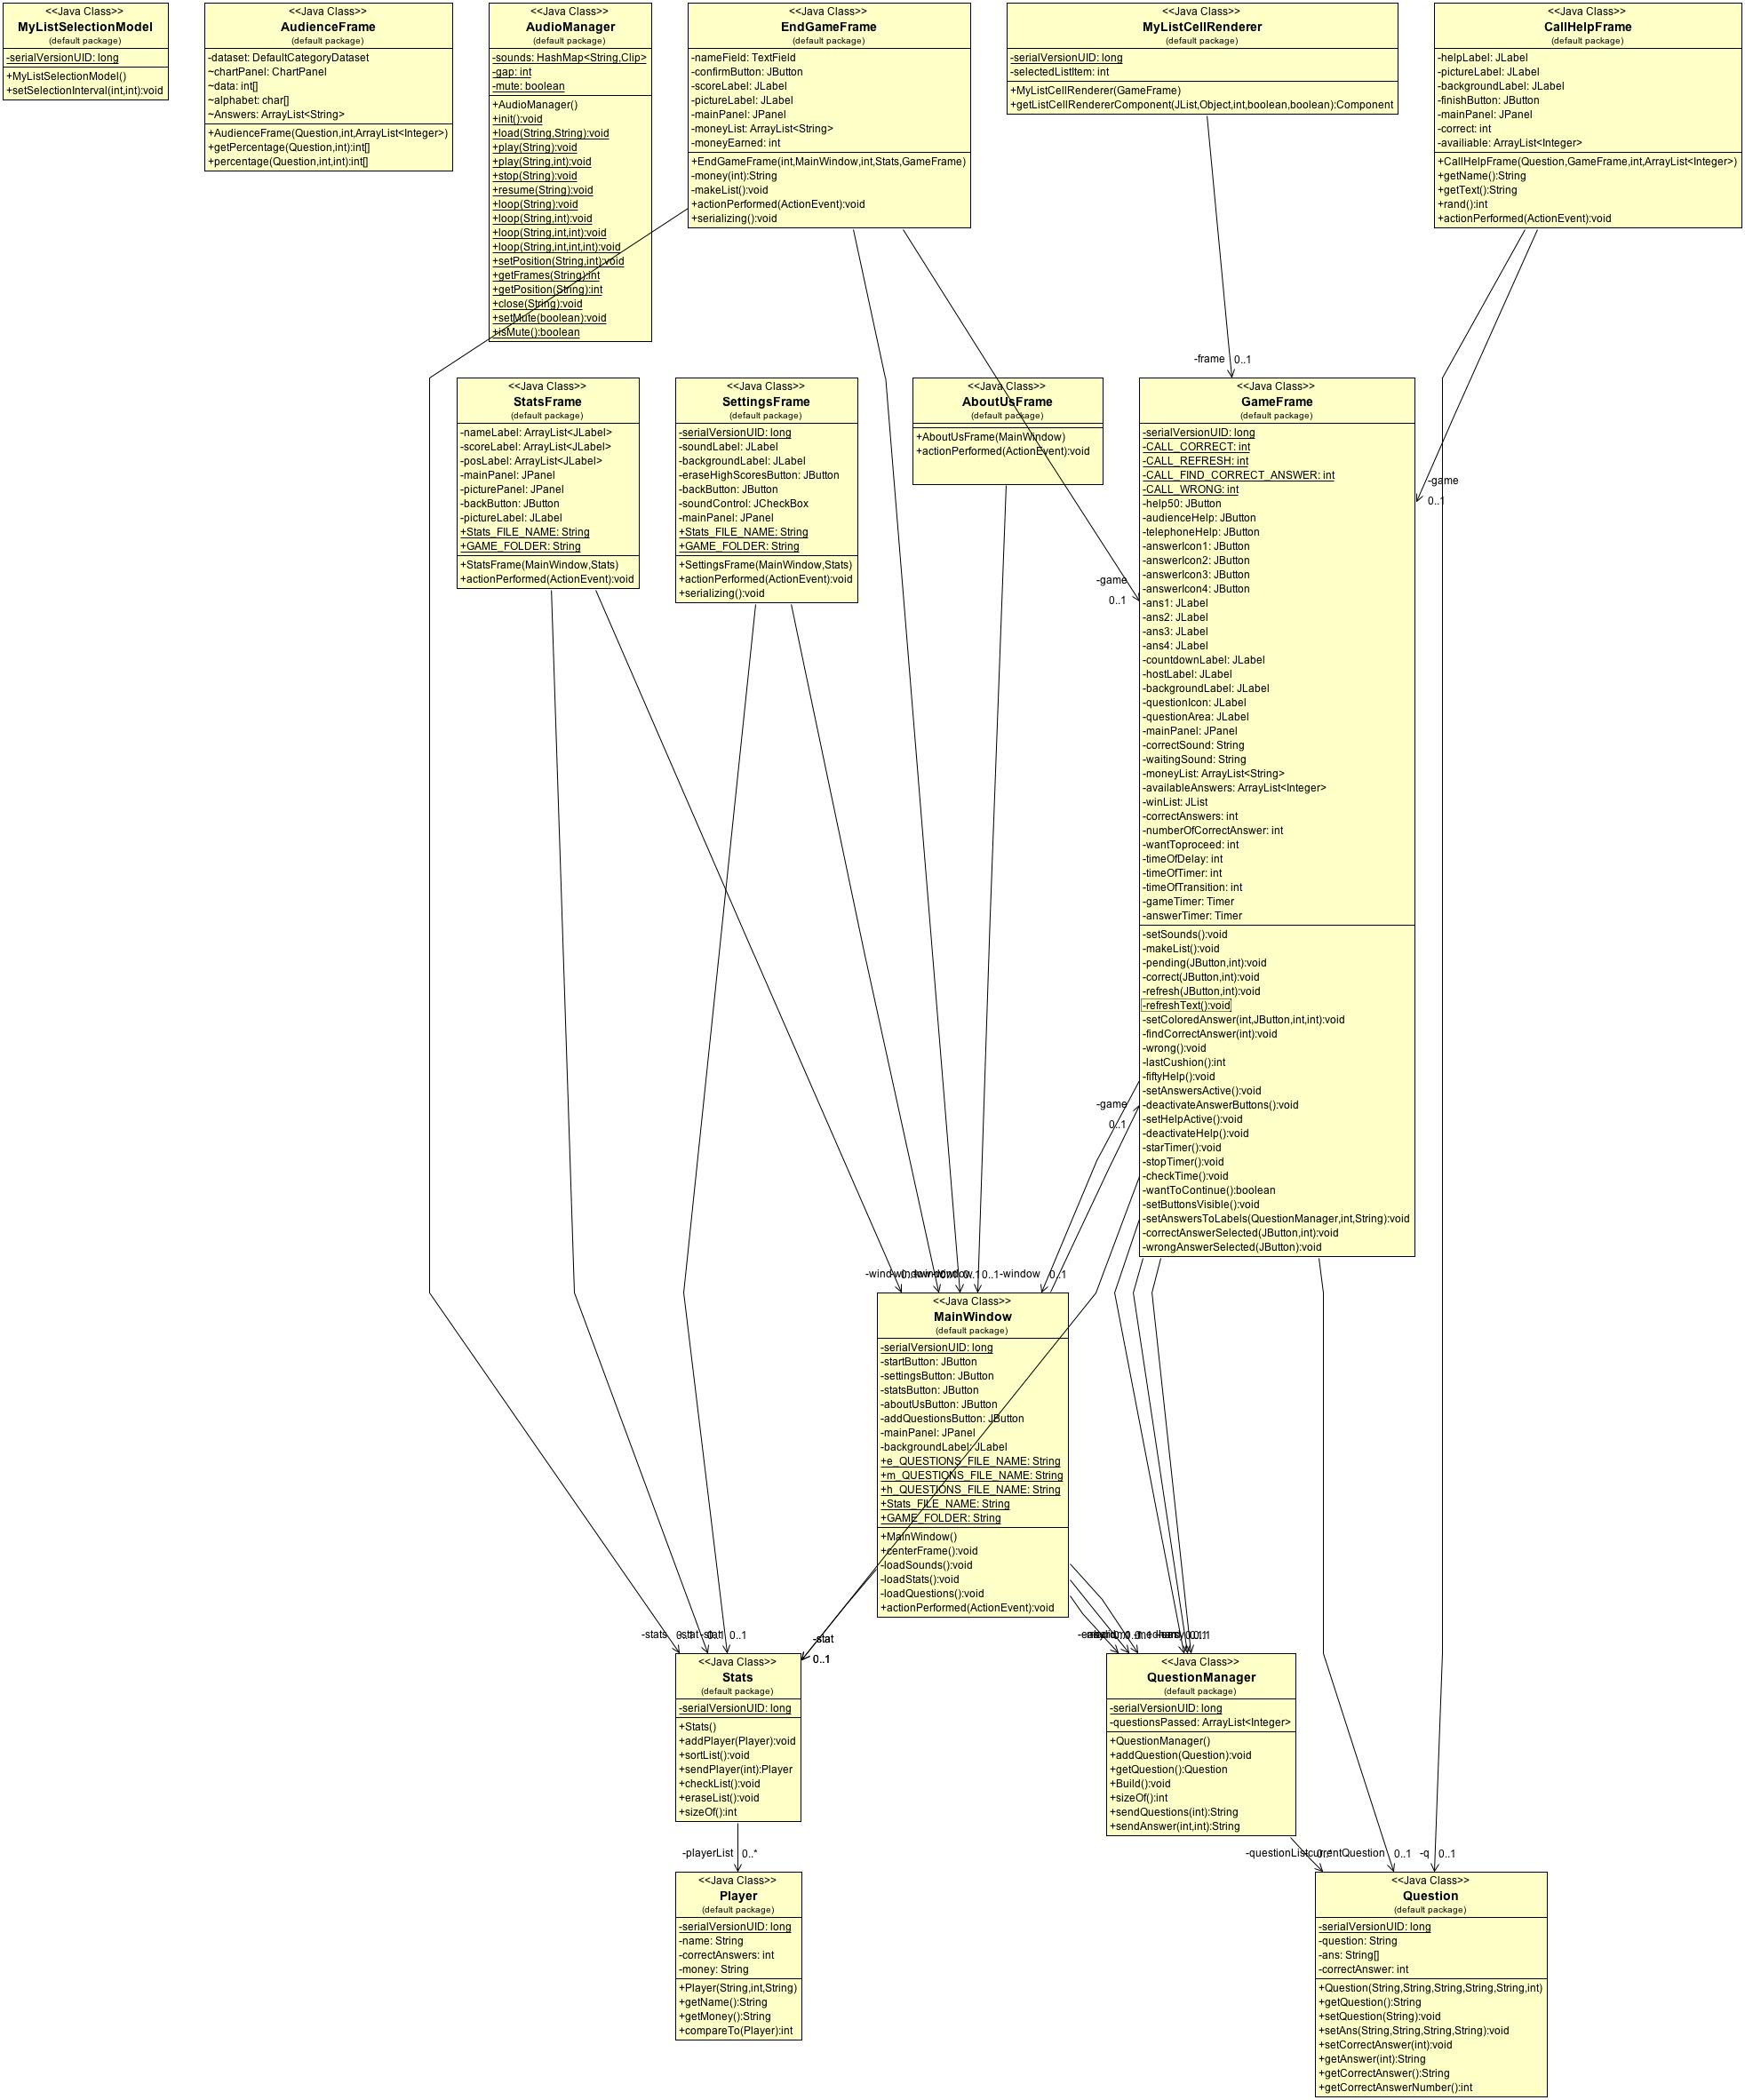 <<Java Class>>
MyListSelectionModel
(default package)
-serialVersionUID: long
+MyListSelectionModel()
+setSelectionInterval(int,int):void
<<Java Class>>
AudienceFrame
(default package)
-dataset: DefaultCategoryDataset
~chartPanel: ChartPanel
~data: int[]
~alphabet: char[]
~Answers: ArrayList<String>
+AudienceFrame(Question,int,ArrayList<Integer>)
+getPercentage(Question,int):int[]
+percentage(Question,int,int):int[]
<<Java Class>>
AudioManager
(default package)
-sounds: HashMap<String,Clip>
-gap: int
-mute: boolean
+AudioManager()
+init():void
+load(String,String):void
+play(String):void
+play(String,int):void
+stop(String):void
+resume(String):void
+loop(String):void
+loop(String,int):void
+loop(String,int,int):void
+loop(String,int,int,int):void
+setPosition(String,int):void
+getFrames(String):int
+getPosition(String):int
+close(String):void
+setMute(boolean):void
+isMute():boolean
<<Java Class>>
EndGameFrame
(default package)
-nameField: TextField
-confirmButton: JButton
-scoreLabel: JLabel
-pictureLabel: JLabel
-mainPanel: JPanel
-moneyList: ArrayList<String>
-moneyEarned: int
+EndGameFrame(int,MainWindow,int,Stats,GameFrame)
-money(int):String
-makeList():void
+actionPerformed(ActionEvent):void
+serializing():void
<<Java Class>>
MyListCellRenderer
(default package)
-serialVersionUID: long
-selectedListItem: int
+MyListCellRenderer(GameFrame)
+getListCellRendererComponent(JList,Object,int,boolean,boolean):Component
<<Java Class>>
CallHelpFrame
(default package)
-helpLabel: JLabel
-pictureLabel: JLabel
-backgroundLabel: JLabel
-finishButton: JButton
-mainPanel: JPanel
-correct: int
-availiable: ArrayList<Integer>
+CallHelpFrame(Question,GameFrame,int,ArrayList<Integer>)
+getName():String
+getText():String
+rand():int
+actionPerformed(ActionEvent):void
-frame 0..1
<<Java Class>>
StatsFrame
(default package)
-nameLabel: ArrayList<JLabel>
-scoreLabel: ArrayList<JLabel>
-posLabel: ArrayList<JLabel>
-mainPanel: JPanel
-picturePanel: JPanel
-backButton: JButton
-pictureLabel: JLabel
+Stats_FILE_NAME: String
+GAME_FOLDER: String
+StatsFrame(MainWindow,Stats)
+actionPerformed(ActionEvent):void
<<Java Class>>
SettingsFrame
(default package)
-serialVersionUID: long
-soundLabel: JLabel
-backgroundLabel: JLabel
-eraseHighScoresButton: JButton
-backButton: JButton
-soundControl: JCheckBox
-mainPanel: JPanel
+Stats_FILE_NAME: String
+GAME_FOLDER: String
+SettingsFrame(MainWindow,Stats)
+actionPerformed(ActionEvent):void
+serializing():void
<<Java Class>>
AboutUsFrame
(default package)
+AboutUsFrame(MainWindow)
+actionPerformed(ActionEvent):void
<<Java Class>>
GameFrame
(default package)
-serialVersionUID: long
-CALL_CORRECT: int
-CALL_REFRESH: int
-CALL_FIND_CORRECT_ANSWER: int
-CALL_WRONG: int
-help50: JButton
-audienceHelp: JButton
-telephoneHelp: JButton
-answerIcon1: JButton
-answerIcon2: JButton
-answerIcon3: JButton
-answerIcon4: JButton
-ans1: JLabel
-ans2: JLabel
-ans3: JLabel
-ans4: JLabel
-countdownLabel: JLabel
-hostLabel: JLabel
-backgroundLabel: JLabel
-questionIcon: JLabel
-questionArea: JLabel
-mainPanel: JPanel
-correctSound: String
-waitingSound: String
-moneyList: ArrayList<String>
-availableAnswers: ArrayList<Integer>
-winList: JList
-correctAnswers: int
-numberOfCorrectAnswer: int
-wantToproceed: int
-timeOfDelay: int
-timeOfTimer: int
-timeOfTransition: int
-gameTimer: Timer
-answerTimer: Timer
-setSounds():void
-makeList():void
-pending(JButton,int):void
-correct(JButton,int):void
-refresh(JButton,int):void
-refreshText():void
-setColoredAnswer(int,JButton,int,int):void
-findCorrectAnswer(int):void
-wrong():void
-lastCushion():int
-fiftyHelp():void
-setAnswersActive():void
-deactivateAnswerButtons():void
-setHelpActive():void
-deactivateHelp():void
-starTimer():void
-stopTimer():void
-checkTime():void
-wantToContinue():boolean
-setButtonsVisible():void
-setAnswersToLabels(QuestionManager,int,String):void
-correctAnswerSelected(JButton,int):void
-wrongAnswerSelected(JButton):void
-game
0..1
-game
0..1
-game
0..1
0..1
-window
0..1
<<Java Class>>
MainWindow
(default package)
-serialVersionUID: long
-startButton: JButton
-settingsButton: JButton
-statsButton: JButton
-aboutUsButton: JButton
-addQuestionsButton: JButton
-mainPanel: JPanel
-backgroundLabel: JLabel
+e_QUESTIONS_FILE_NAME: String
+m_QUESTIONS_FILE_NAME: String
+h_QUESTIONS_FILE_NAME: String
+Stats_FILE_NAME: String
+GAME_FOLDER: String
+MainWindow()
+centerFrame():void
-loadSounds():void
-loadStats():void
-loadQuestions():void
+actionPerformed(ActionEvent):void
-stats
0..1
-stat
0..1
<<Java Class>>
Stats
(default package)
-serialVersionUID: long
+Stats()
+addPlayer(Player):void
+sortList():void
+sendPlayer(int):Player
+checkList():void
+eraseList():void
+sizeOf():int
<<Java Class>>
QuestionManager
(default package)
-serialVersionUID: long
-questionsPassed: ArrayList<Integer>
+QuestionManager()
+addQuestion(Question):void
+getQuestion():Question
+Build():void
+sizeOf():int
+sendQuestions(int):String
+sendAnswer(int,int):String
-playerList 0..*
-questionList
currentQuestion 0..1
-q 0..1
<<Java Class>>
Player
(default package)
-serialVersionUID: long
-name: String
-correctAnswers: int
-money: String
+Player(String,int,String)
+getName():String
+getMoney():String
+compareTo(Player):int
<<Java Class>>
Question
(default package)
-serialVersionUID: long
-question: String
-ans: String[]
-correctAnswer: int
+Question(String,String,String,String,String,int)
+getQuestion():String
+setQuestion(String):void
+setAns(String,String,String,String):void
+setCorrectAnswer(int):void
+getAnswer(int):String
+getCorrectAnswer():String
+getCorrectAnswerNumber():int